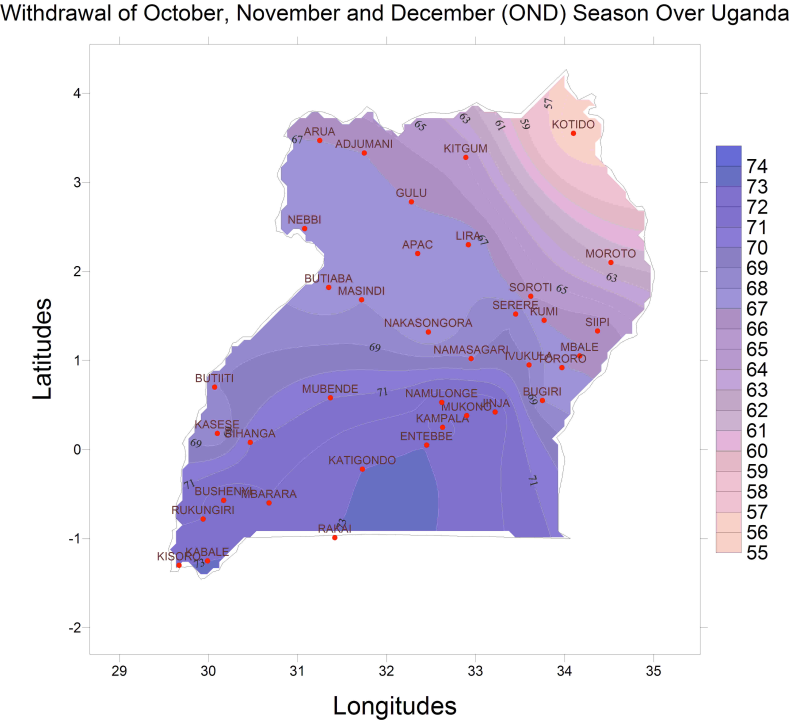 Withdrawal of October, November and December (OND) Season Over Uganda
4
3
2
1
0
-1
-2
Latitudes
57
KOTIDO
ARUA
67
ADJUMANI
65
63
61
59
KITGUM
GULU
NEBBI
LIRA
67
APAC
MOROTO
63
BUTIABA
MASINDI
SOROTI
65
SERERE
KUMI
NAKASONGORA
SIIPI
69
NAMASAGARI
IVUKULA
TORORO
MBALE
BUTIITI
MUBENDE
71
NAMULONGE
MUKONO
JINJA
BUGIRI
69
KASESE
69
BIHANGA
KAMPALA
ENTEBBE
KATIGONDO
71
71
BUSHENYI
MBARARA
RUKUNGIRI
RAKAI
73
KISORO
KABALE
73
74
73
72
71
70
69
68
67
66
65
64
63
62
61
60
59
58
57
56
55
29
30
31
32
33
34
35
Longitudes